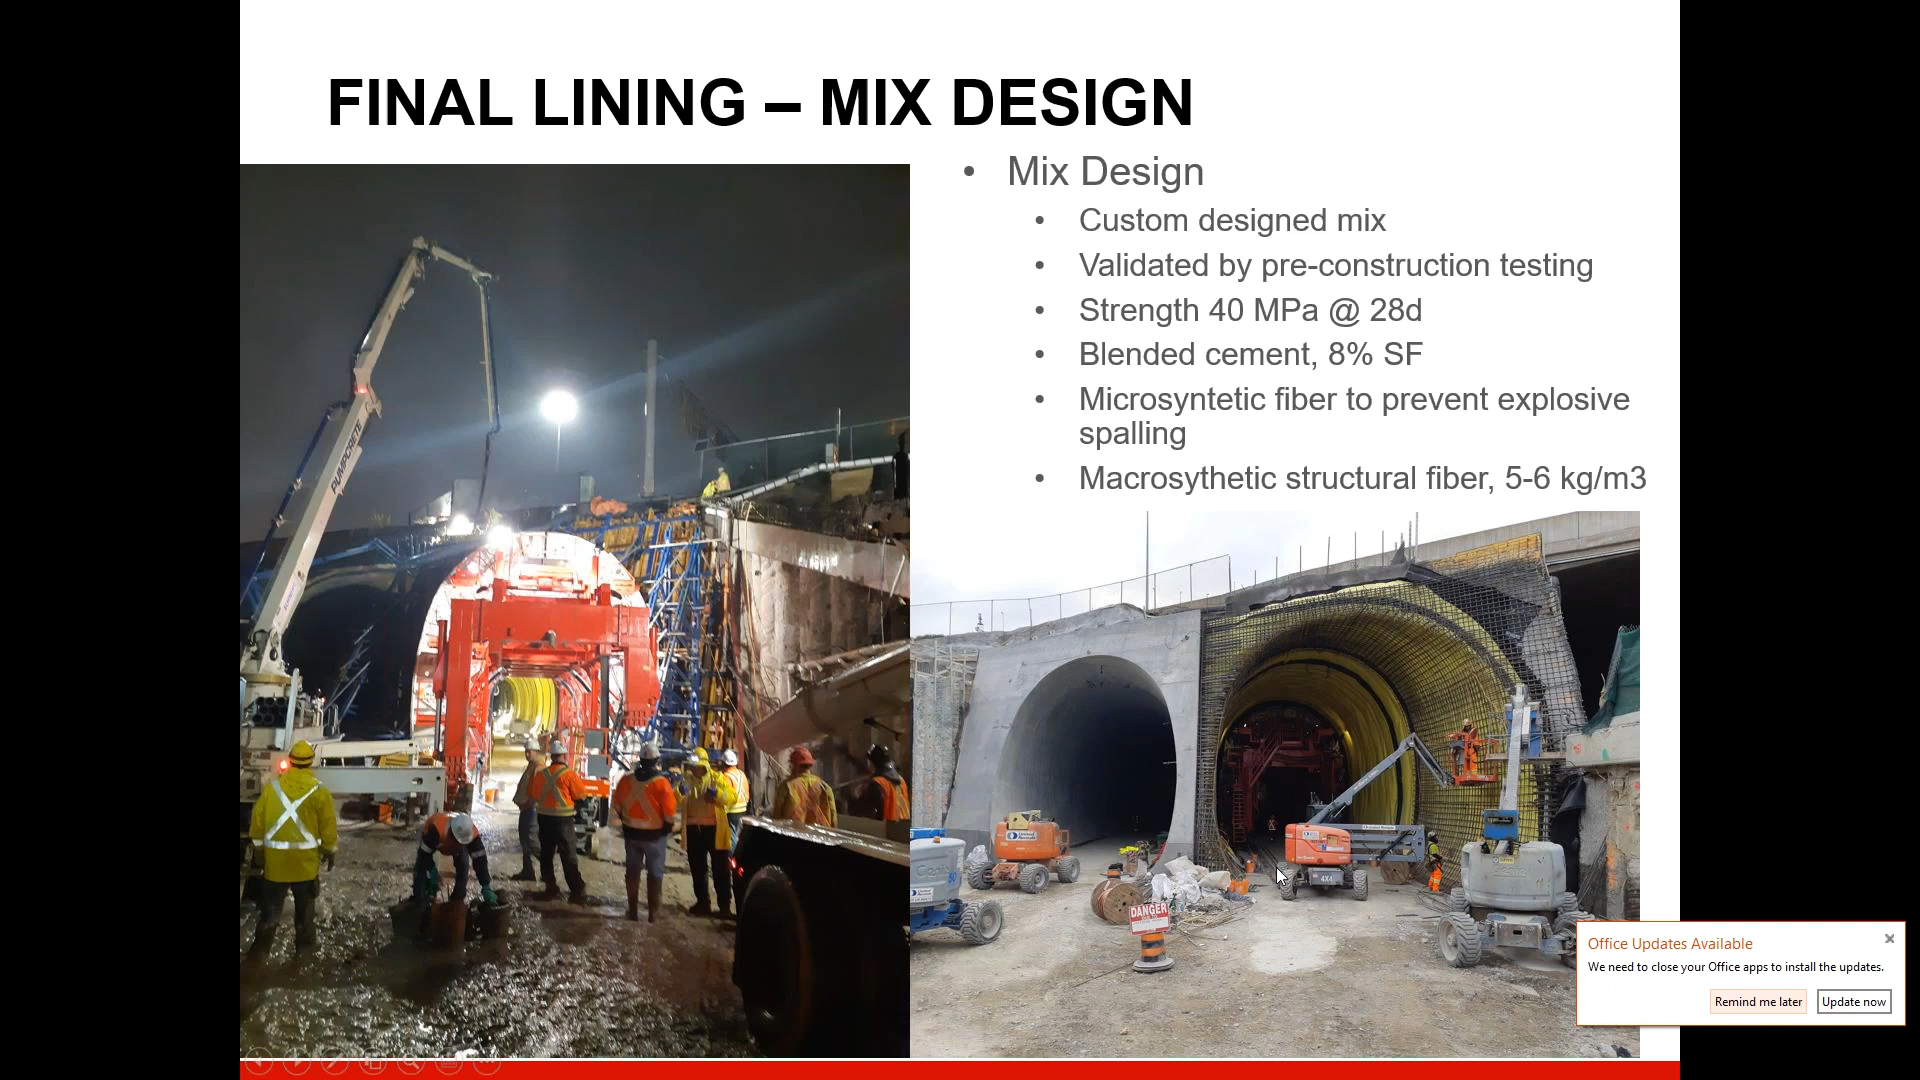 FINAL LINING – MIX DESIGN
• Mix Design
• Custom designed mix
• Validated by pre-construction testing
• Strength 40 MPa @ 28d
• Blended cement, 8% SF
• Microsyntetic fiber to prevent explosive
spalling
• Macrosythetic structural fiber, 5-6 kg/m3
PUMPCRETE
DANGER
4X4
Office Updates Available
We need to close your Office apps to install the updates.
Remind me later
Update now